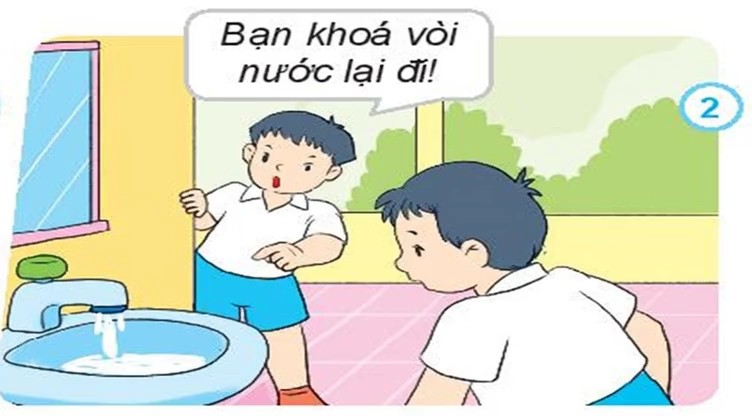 Bạn khoá vòi
nước lại đi!
2